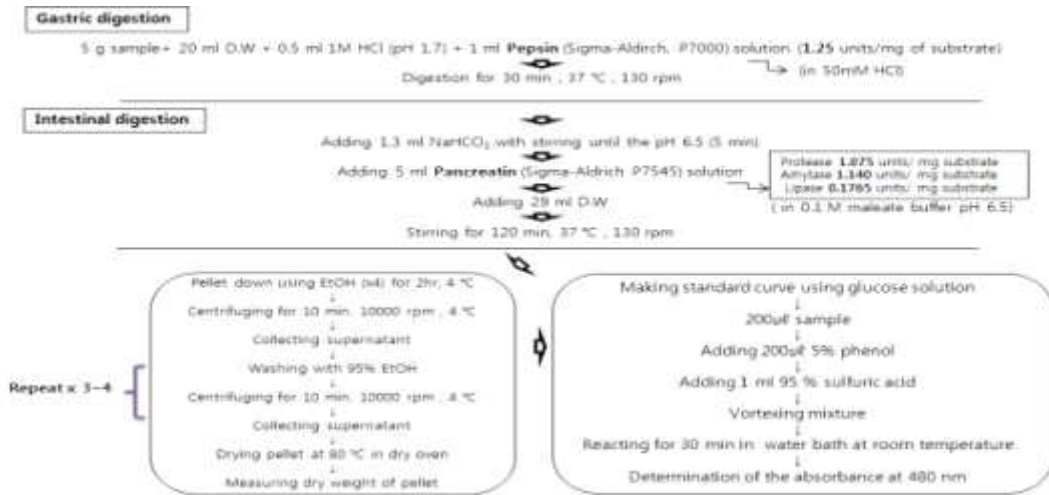 Gastric digestion
5 g sample+ 20 ml D.W + 0.5 ml 1M HCl (pH 1.7) + 1 ml Pepsin (Sigma-Aldrich, P7000) solution (1.25 units/mg of substrate)
(in 50mM HCl)
Digestion for 30 min , 37 ℃, 130 rpm
Intestinal digestion
Adding 1.3 ml NaHCO₃ with stirring until the pH 6.5 (5 min)
Adding 5 ml Pancreatin (Sigma-Aldrich P7545) solution
Protease 1.875 units/ mg substrate
Amylase 1.140 units/ mg substrate
Lipase 0.1765 units/ mg substrate
( in 0.1 M maleate buffer pH 6.5)
Adding 29 ml D.W
Stirring for 120 min, 37 ℃ , 130 rpm
Pellet down using EtOH (x4) for 2hr, 4 ℃
↓
Centrifuging for 10 min, 10000 rpm , 4 ℃
↓
Collecting supernatant
↓
Washing with 95% EtOH
↓
Repeat x 3~4
Centrifuging for 10 min, 10000 rpm , 4 ℃
↓
Collecting supernatant
↓
Drying pellet at 80 ℃ in dry oven
↓
Measuring dry weight of pellet
Making standard curve using glucose solution
↓
200㎕ sample
↓
Adding 200㎕ 5% phenol
↓
Adding 1 ml 95 % sulfuric acid
↓
Vortexing mixture
↓
Reacting for 30 min in water bath at room temperature
↓
Determination of the absorbance at 480 nm